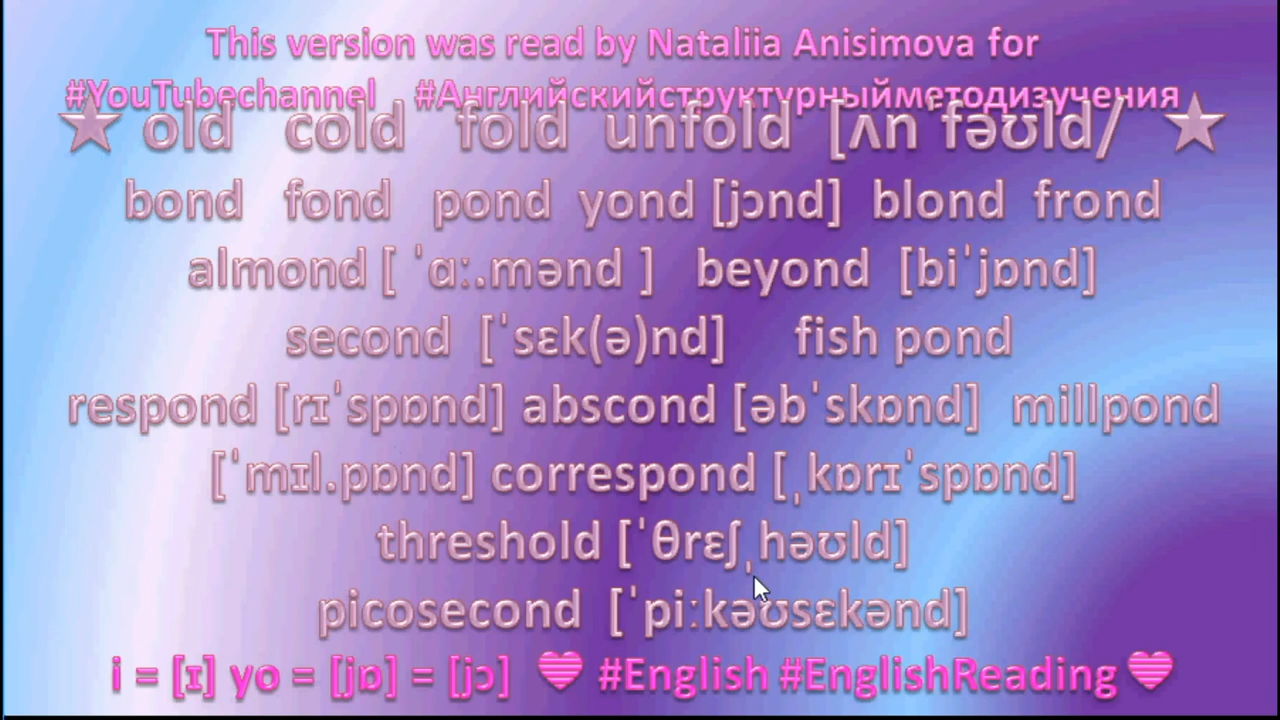 This version was read by Nataliia Anisimova for
#YouTubechannel #Английскийструктурныйметодизучения
★ old cold fold unfold [ʌnˈfəʊld/ ★
bond fond pond yond [jɔnd] blond frond
almond [ ˈɑː.mənd ] beyond [biˈjɒnd]
second [ˈsɛk(ə)nd] fish pond
respond [rɪˈspɒnd] abscond [əbˈskɒnd] millpond
[ˈmɪl.pɒnd] correspond [ˌkɒrɪˈspɒnd]
threshold [ˈθrɛʃˌhəʊld]
picosecond [ˈpiːkəʊsɛkənd]
i = [ɪ] yo = [jɒ] = [jɔ] #English #EnglishReading